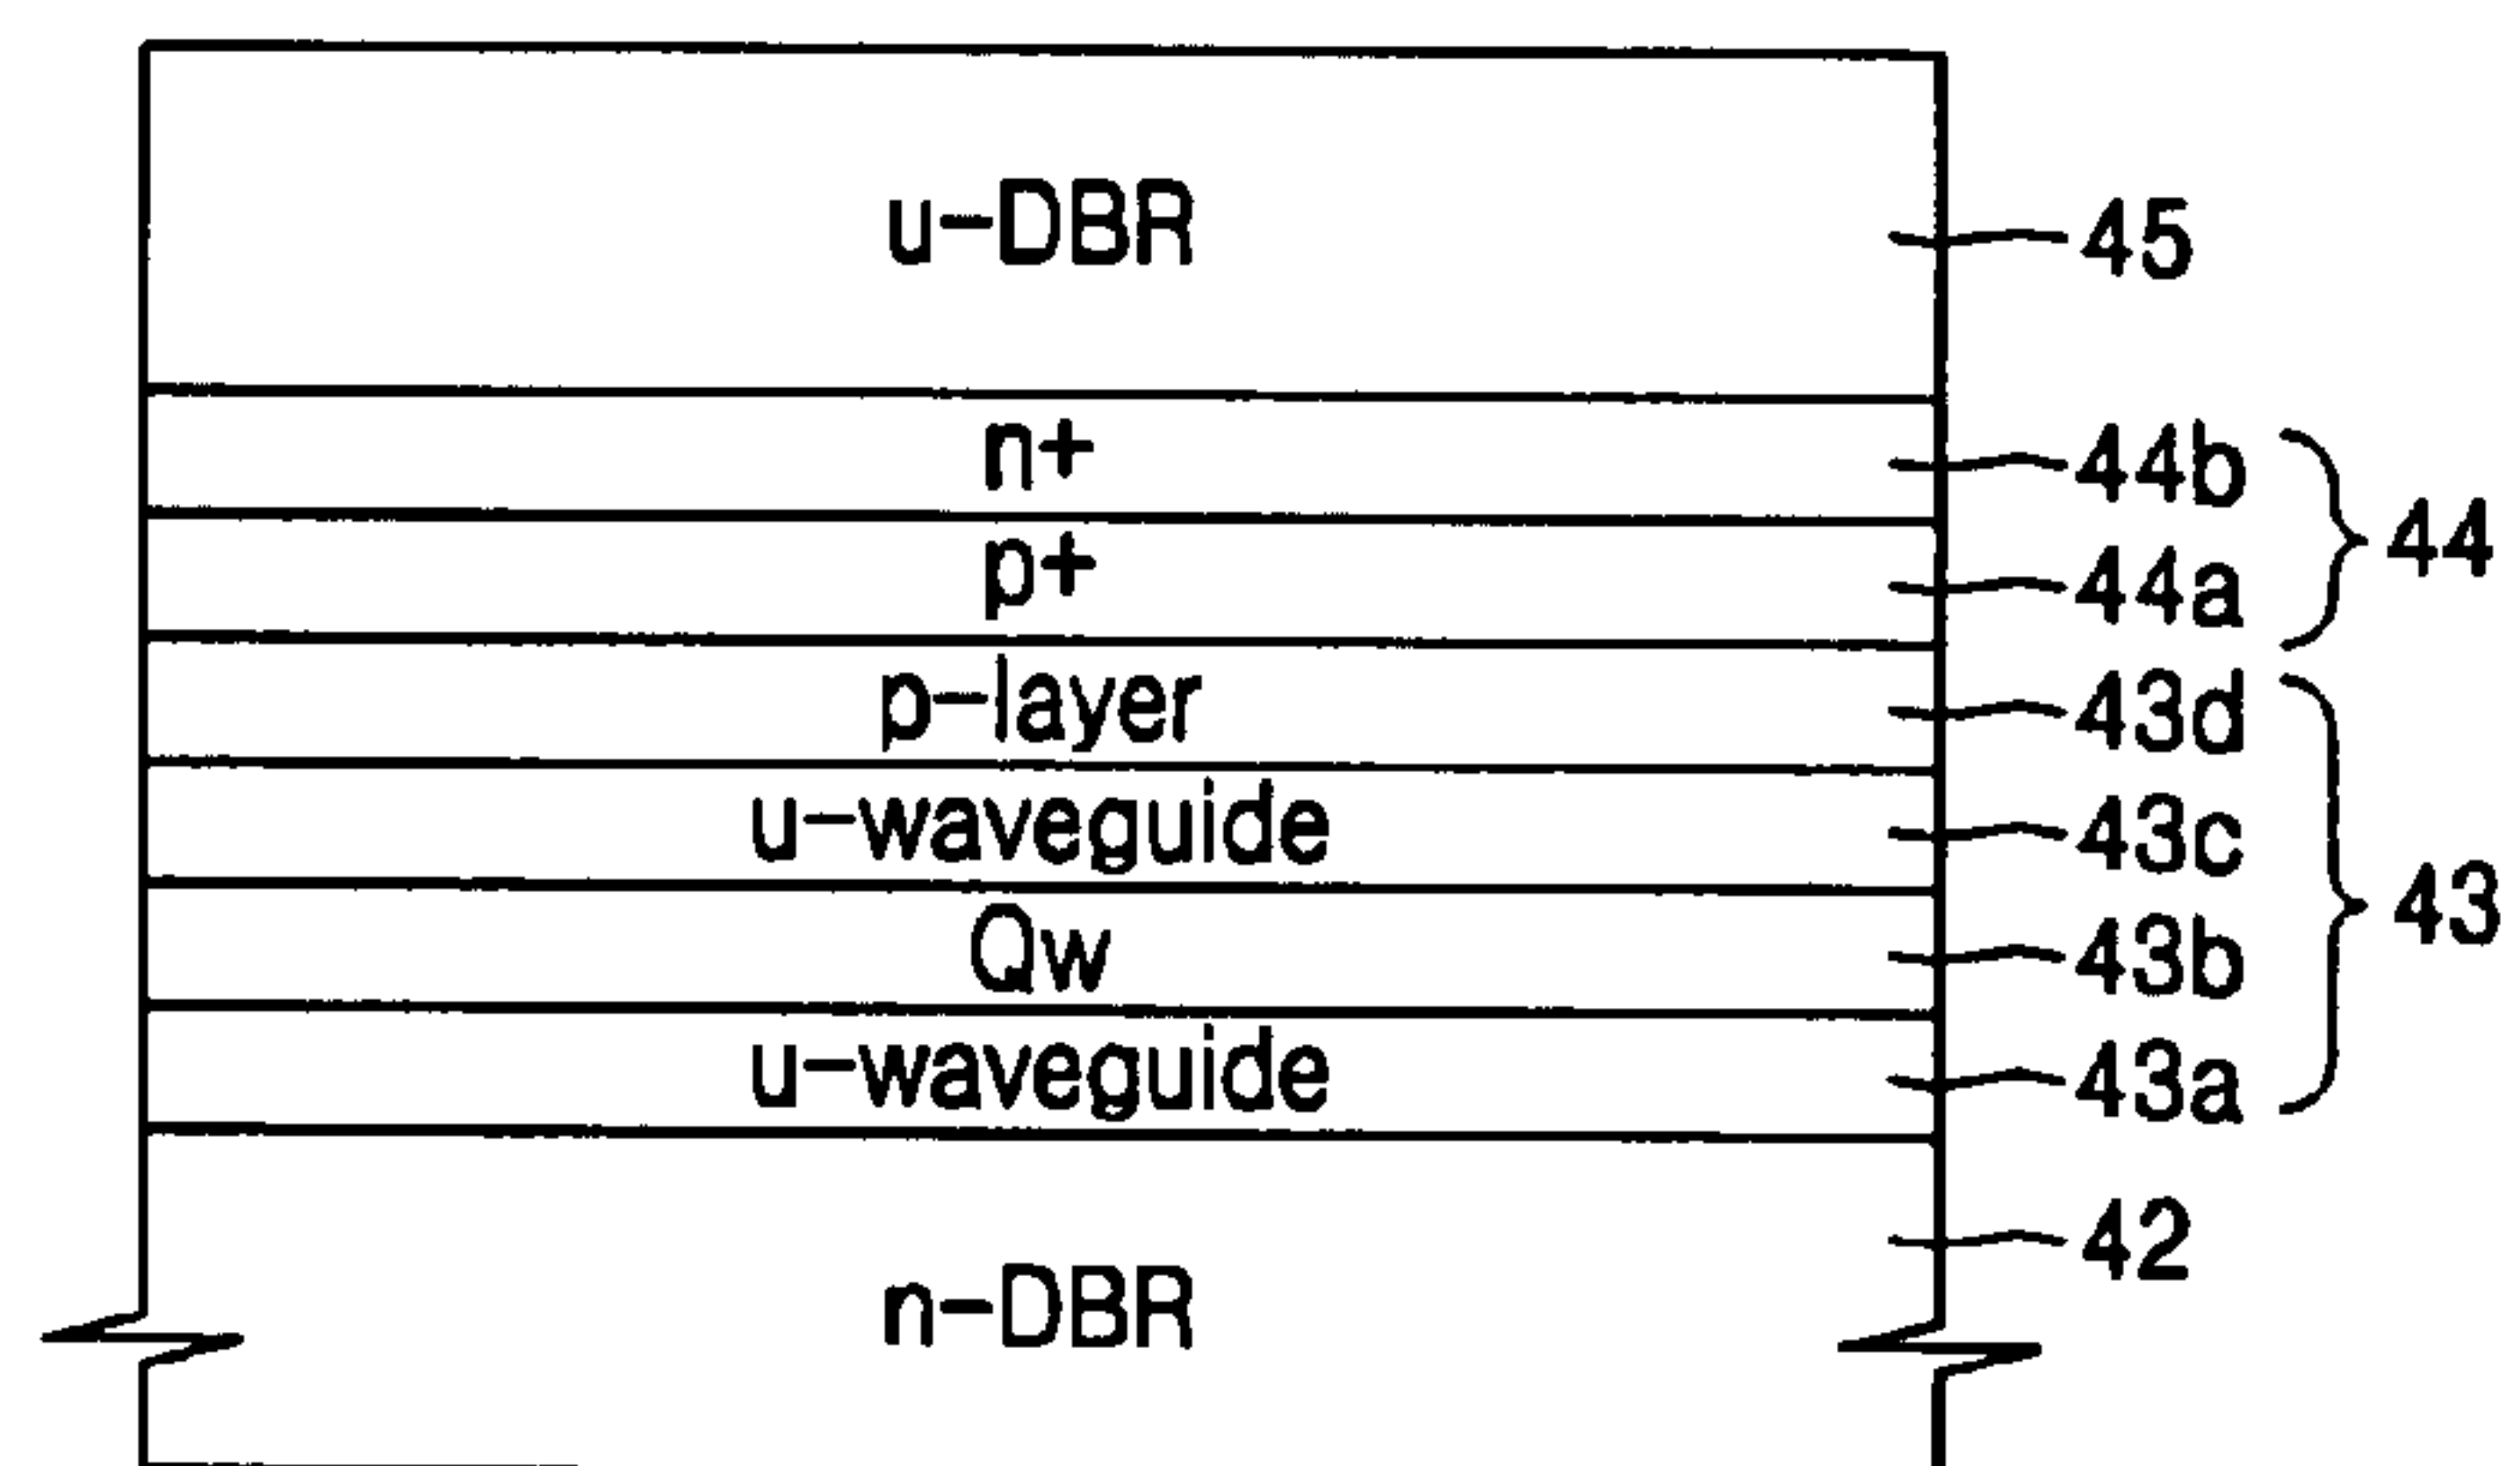 u-DBR 45
n+ 44b
p+ 44a
44
p-layer 43d
u-waveguide 43c
Qw 43b
43
u-waveguide 43a
n-DBR 42